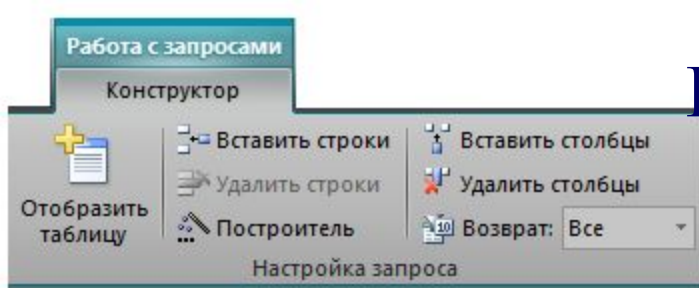 Работа с запросами
Конструктор
Отобразить
таблицу
Вставить строки
Удалить строки
Построитель
Вставить столбцы
Удалить столбцы
Возврат: Все
Настройка запроса